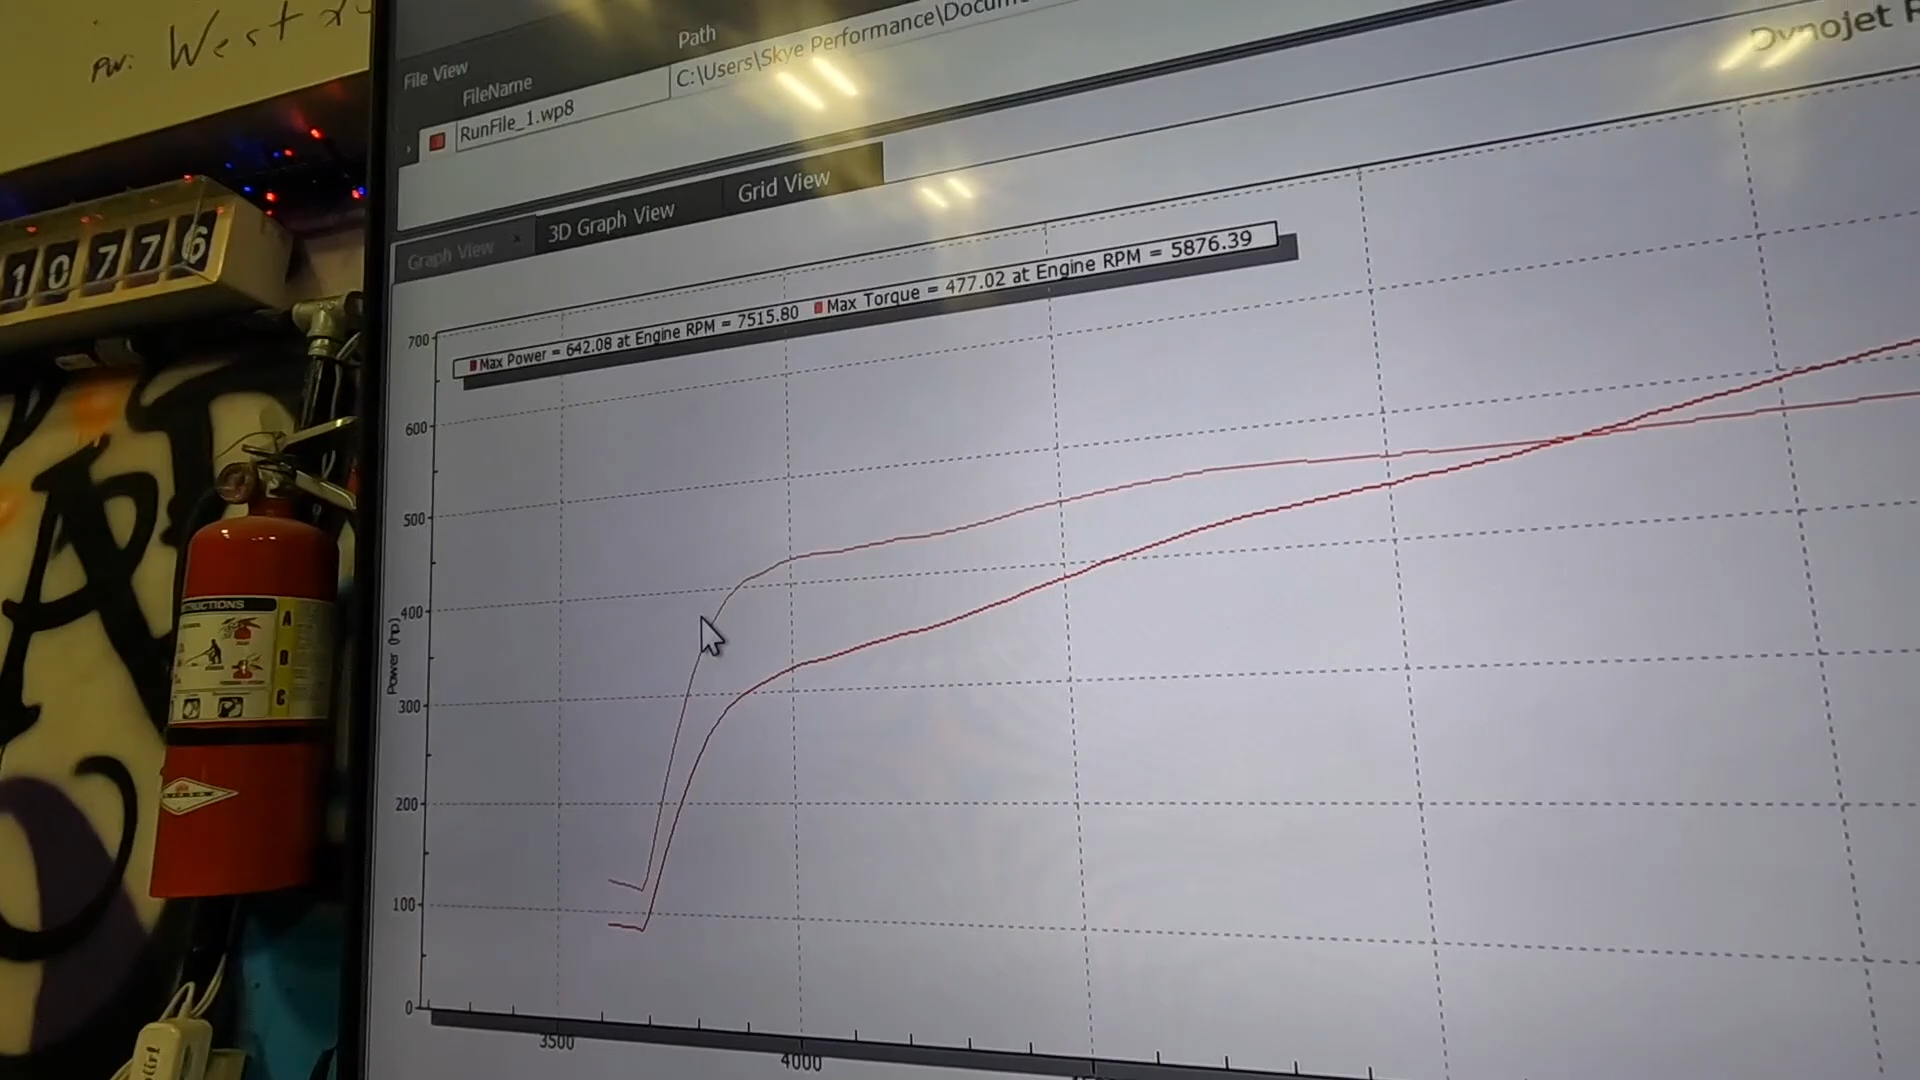 PW: West
Path
File View
C:\Users\Skye Performance\Docum
FileName
RunFile_1.wp8
Dynojet R
10776
Graph View
3D Graph View
Grid View
Max Power = 642.08 at Engine RPM = 7515.80 Max Torque = 477.02 at Engine RPM = 5876.39
700
600
500
400
300
200
100
0
Power (hp)
3500
4000
INSTRUCTIONS
A